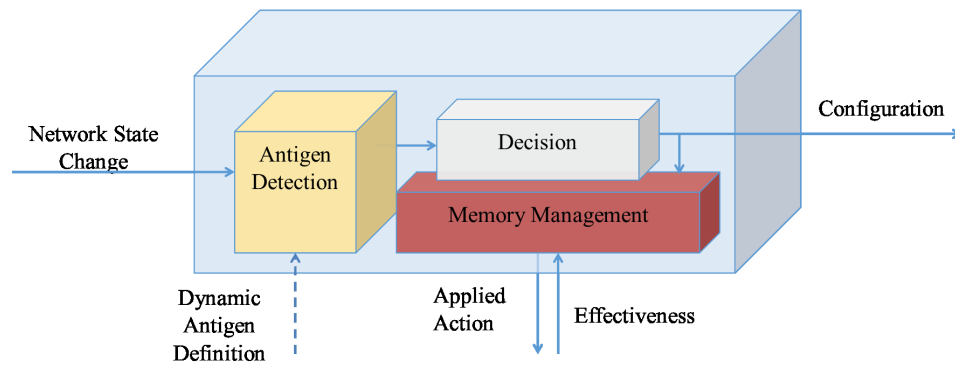 Network State
Change
Antigen
Detection
Decision
Memory Management
Configuration
Dynamic
Antigen
Definition
Applied
Action
Effectiveness